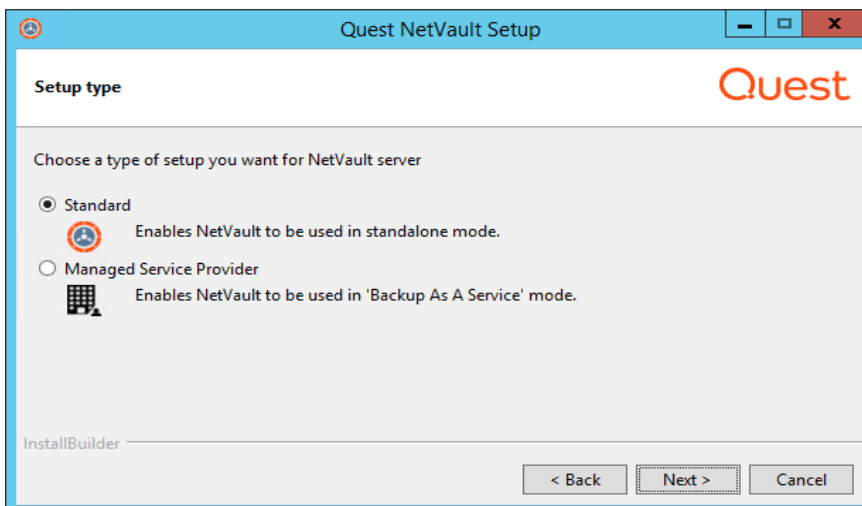 Quest NetVault Setup
Setup type
Quest
Choose a type of setup you want for NetVault server
Standard
Enables NetVault to be used in standalone mode.
Managed Service Provider
Enables NetVault to be used in 'Backup As A Service' mode.
InstallBuilder
< Back Next > Cancel